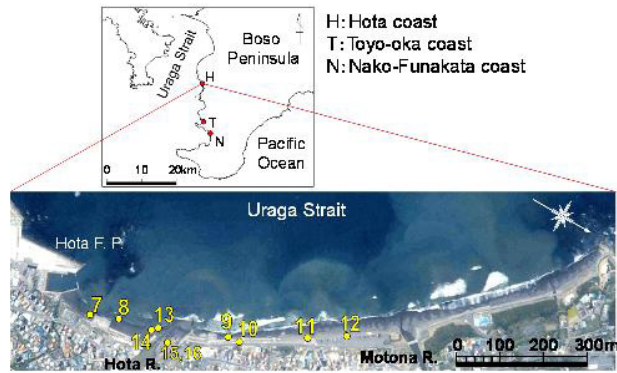 H: Hota coast
T: Toyo-oka coast
N: Nako-Funakata coast
Uraga Strait
Boso
Peninsula
H
T
N
Pacific
Ocean
0 10 20km
Uraga Strait
Hota F. P.
7 8 13 9 10 11 12
14 15,16
Hota R.
Motona R.
0 100 200 300m